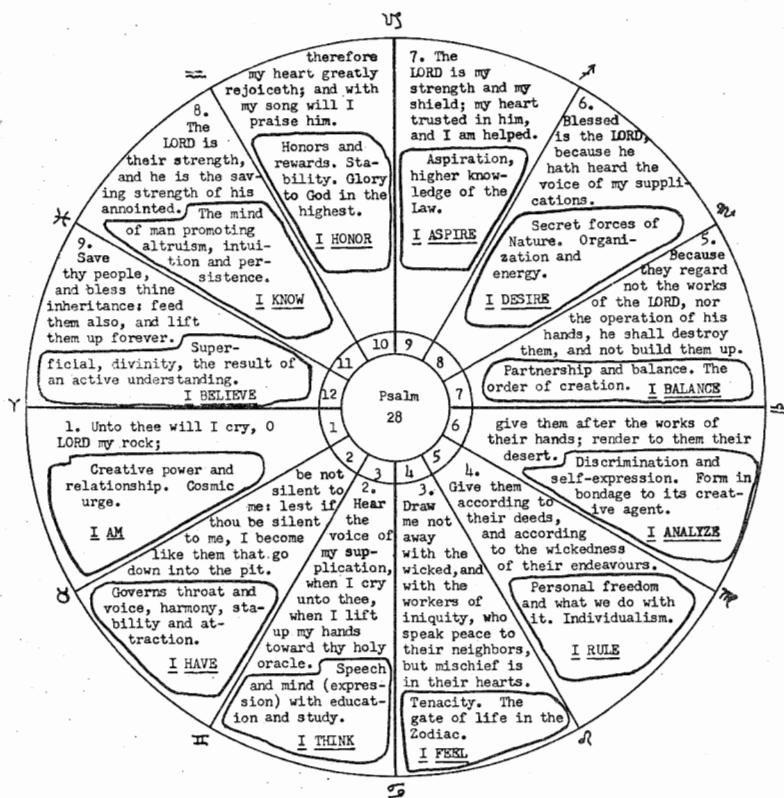 ♈
1. Unto thee will I cry, O
LORD my rock;
Creative power and
relationship. Cosmic
urge.
I AM
1
♉
be not
silent to
me: lest if
thou be silent
to me, I become
like them that go
down into the pit.
Governs throat and
voice, harmony, sta-
bility and at-
traction.
I HAVE
2
♊
2.
Hear
the
voice of
my sup-
plication,
when I cry
unto thee,
when I lift
up my hands
toward thy holy
oracle.
Speech
and mind (expres-
sion) with educat-
ion and study.
I THINK
3
♋
3.
Draw
me not
away
with the
wicked,and
with the
workers of
iniquity, who
speak peace to
their neighbors,
but mischief is
in their hearts.
Tenacity. The
gate of life in the
Zodiac.
I FEEL
4
♌
4.
Give them
according to
their deeds,
and according
to the wickedness
of their endeavours.
Personal freedom
and what we do with
it. Individualism.
I RULE
5
♍
give them after the works of
their hands; render to them their
desert.
Discrimination and
self-expression. Form in
bondage to its creat-
ive agent.
I ANALYZE
6
♎
5.
Because
they regard
not the works
of the LORD, nor
the operation of his
hands, he shall destroy
them, and not build them up.
Partnership and balance. The
order of creation. I BALANCE
7
♏
6.
Blessed
is the LORD,
because he
hath heard the
voice of my suppli-
cations.
Secret forces of
Nature. Organi-
zation and
energy.
I DESIRE
8
♐
7. The
LORD is my
strength and my
shield; my heart
trusted in him,
and I am helped.
Aspiration,
higher know-
ledge of the
Law.
I ASPIRE
9
♑
therefore
my heart greatly
rejoiceth; and with
my song will I
praise him.
Honors and
rewards. Sta-
bility. Glory
to God in the
highest.
I HONOR
10
♒
8.
The
LORD is
their strength,
and he is the sav-
ing strength of his
annointed.
The mind
of man promoting
altruism, intui-
tion and per-
sistence.
I KNOW
11
♓
9.
Save
thy people,
and bless thine
inheritance: feed
them also, and lift
them up forever.
Super-
ficial, divinity, the result of
an active understanding.
I BELIEVE
12
Psalm
28